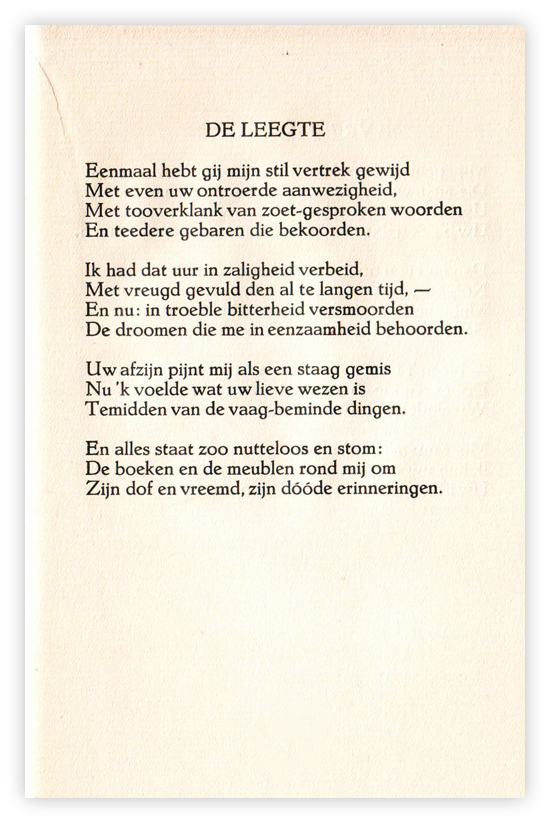 DE LEEGTE
Eenmaal hebt gij mijn stil vertrek gewijd
Met even uw ontroerde aanwezigheid,
Met tooverklank van zoet-gesproken woorden
En teedere gebaren die bekoorden.
Ik had dat uur in zaligheid verbeid,
Met vreugd gevuld den al te langen tijd, —
En nu: in troeble bitterheid versmoorden
De droomen die me in eenzaamheid behoorden.
Uw afzijn pijnt mij als een staag gemis
Nu 'k voelde wat uw lieve wezen is
Temidden van de vaag-beminde dingen.
En alles staat zoo nutteloos en stom:
De boeken en de meublen rond mij om
Zijn dof en vreemd, zijn dóóde erinneringen.